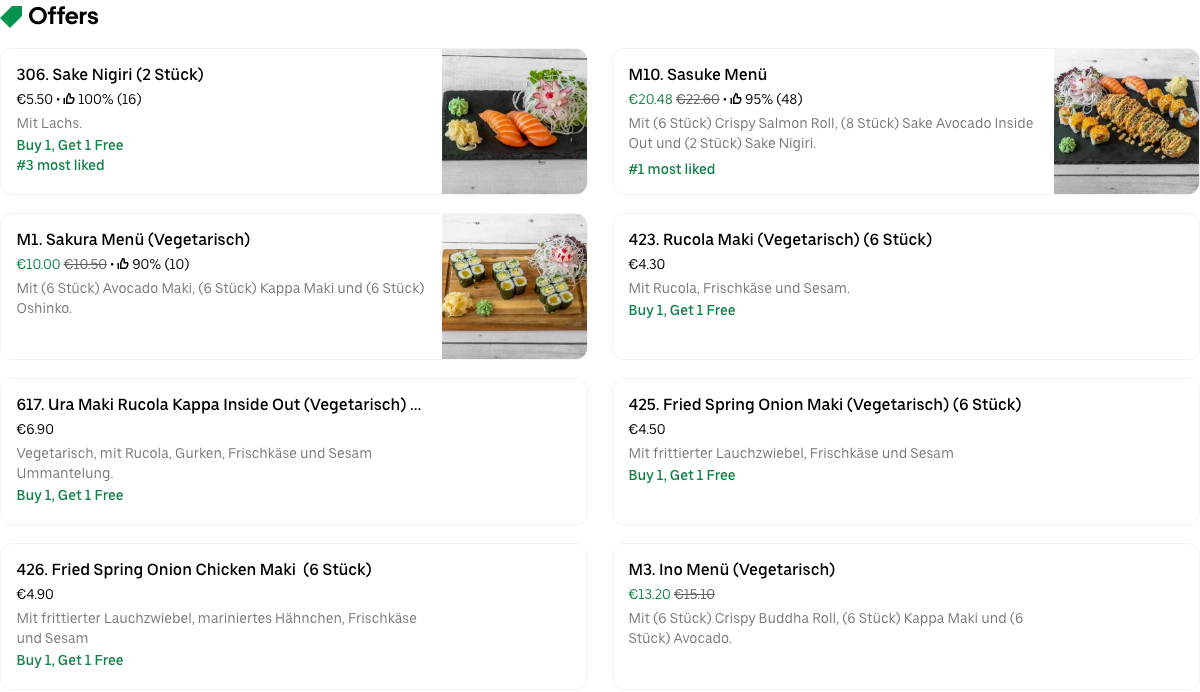 Offers
306. Sake Nigiri (2 Stück)
€5.50 • 100% (16)
Mit Lachs.
Buy 1, Get 1 Free
#3 most liked
M10. Sasuke Menü
€20.48 €22.60 • 95% (48)
Mit (6 Stück) Crispy Salmon Roll, (8 Stück) Sake Avocado Inside
Out und (2 Stück) Sake Nigiri.
#1 most liked
M1. Sakura Menü (Vegetarisch)
€10.00 €10.50 • 90% (10)
Mit (6 Stück) Avocado Maki, (6 Stück) Kappa Maki und (6 Stück)
Oshinko.
423. Rucola Maki (Vegetarisch) (6 Stück)
€4.30
Mit Rucola, Frischkäse und Sesam.
Buy 1, Get 1 Free
617. Ura Maki Rucola Kappa Inside Out (Vegetarisch) ...
€6.90
Vegetarisch, mit Rucola, Gurken, Frischkäse und Sesam
Ummantelung.
Buy 1, Get 1 Free
425. Fried Spring Onion Maki (Vegetarisch) (6 Stück)
€4.50
Mit frittierter Lauchzwiebel, Frischkäse und Sesam
Buy 1, Get 1 Free
426. Fried Spring Onion Chicken Maki (6 Stück)
€4.90
Mit frittierter Lauchzwiebel, mariniertes Hähnchen, Frischkäse
und Sesam
Buy 1, Get 1 Free
M3. Ino Menü (Vegetarisch)
€13.20 €15.10
Mit (6 Stück) Crispy Buddha Roll, (6 Stück) Kappa Maki und (6
Stück) Avocado.